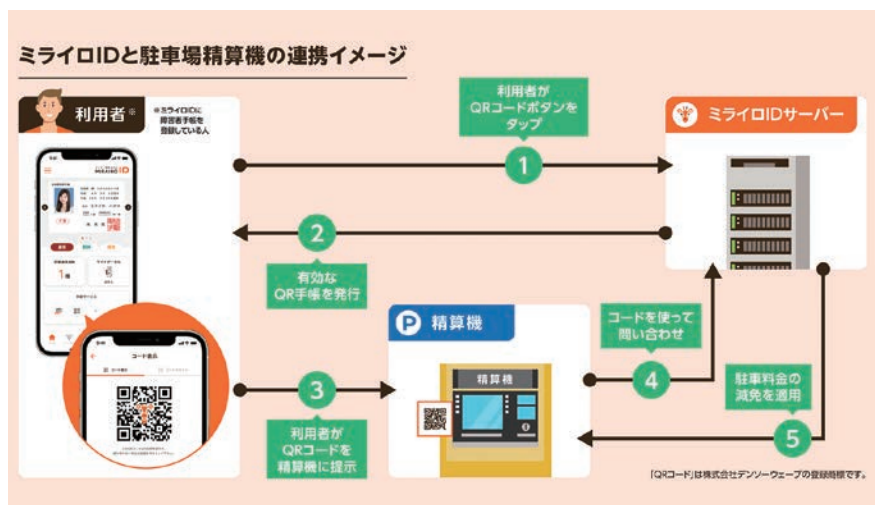 ミライロIDと駐車場精算機の連携イメージ
利用者※
※ミライロIDに
障害者手帳を
登録している人
利用者が
QRコードボタンを
タップ
1
ミライロIDサーバー
2
有効な
QR手帳を発行
MIRAIRO ID
1
コード表示
P 精算機
精算機
3
利用者が
QRコードを
精算機に提示
コードを使って
問い合わせ
4
駐車料金の
減免を適用
5
「QRコード」は株式会社デンソーウェーブの登録商標です。